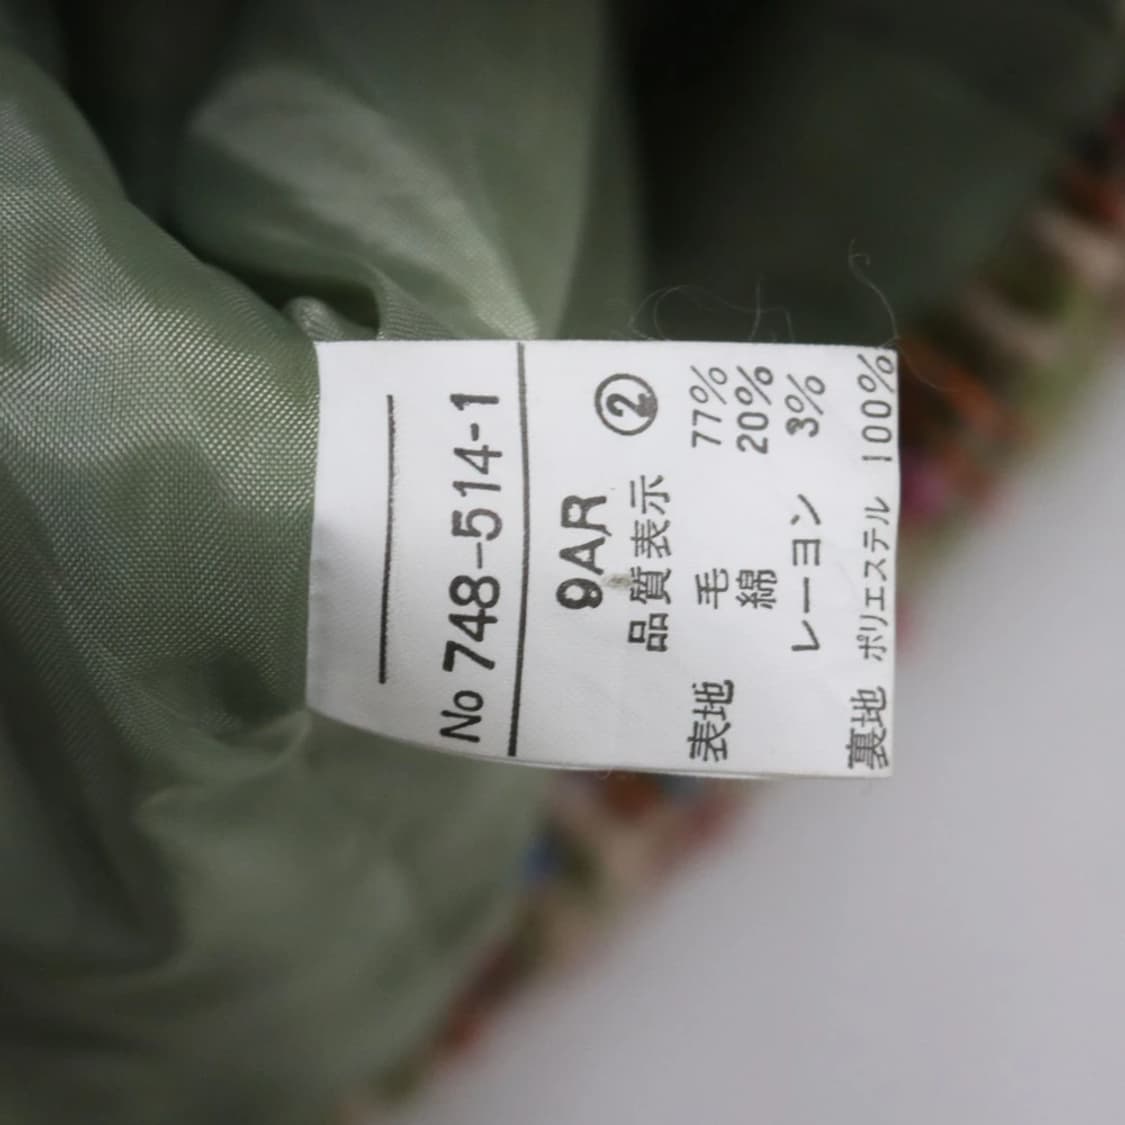 No 748-514-1
9AR
品質表示 ②
表地 毛 77%
綿 20%
レーヨン 3%
裏地 ポリエステル 100%